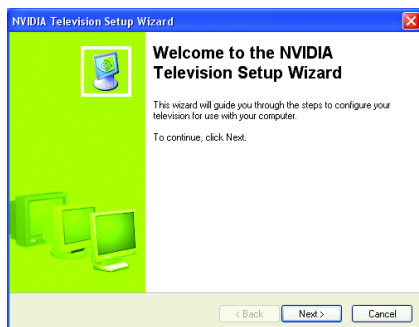 NVIDIA Television Setup Wizard
Welcome to the NVIDIA
Television Setup Wizard
This wizard will guide you through the steps to configure your
television for use with your computer.
To continue, click Next.
< Back
Next >
Cancel